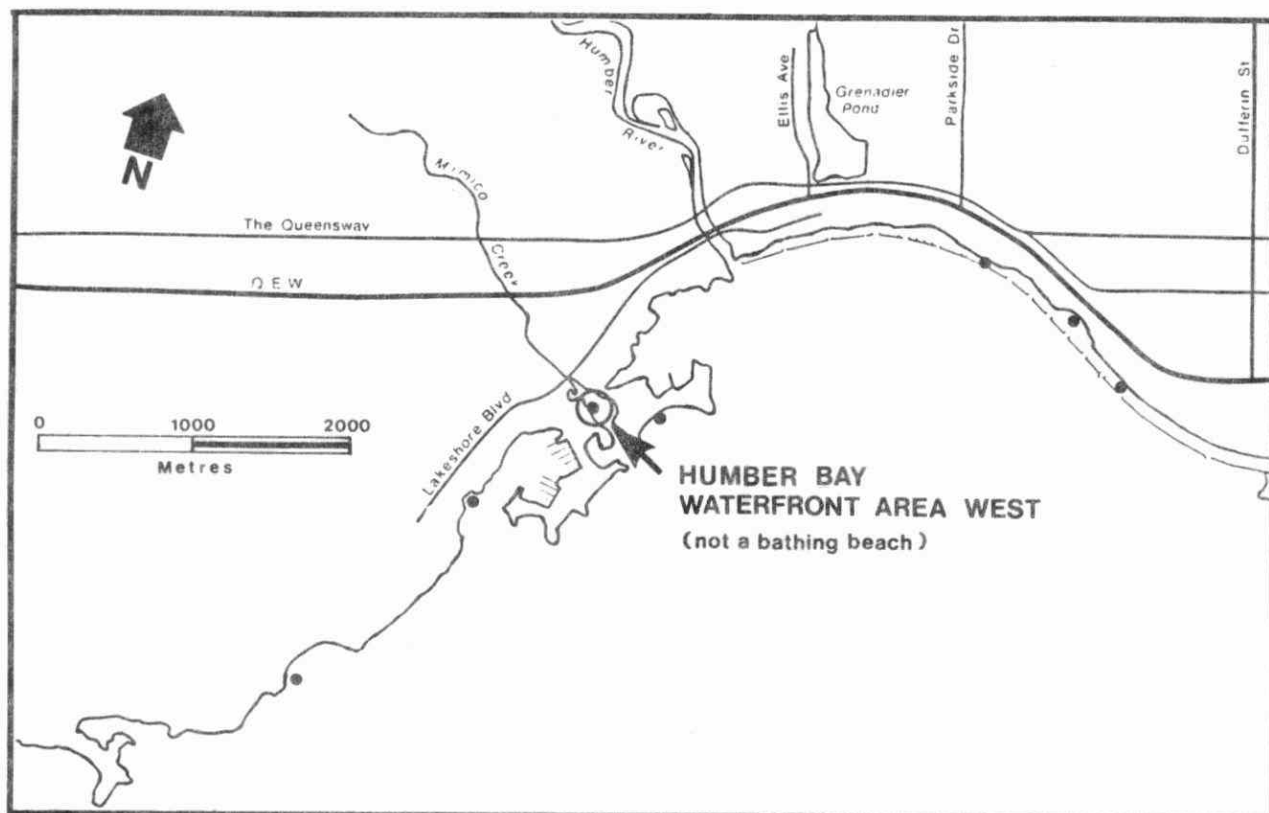 Humber
River
Ellis Ave
Grenadier
Pond
Parkside Dr
Dufferin St
N
Mimico
Creek
The Queensway
Q E W
0 1000 2000
Metres
Lakeshore Blvd
HUMBER BAY
WATERFRONT AREA WEST
(not a bathing beach)